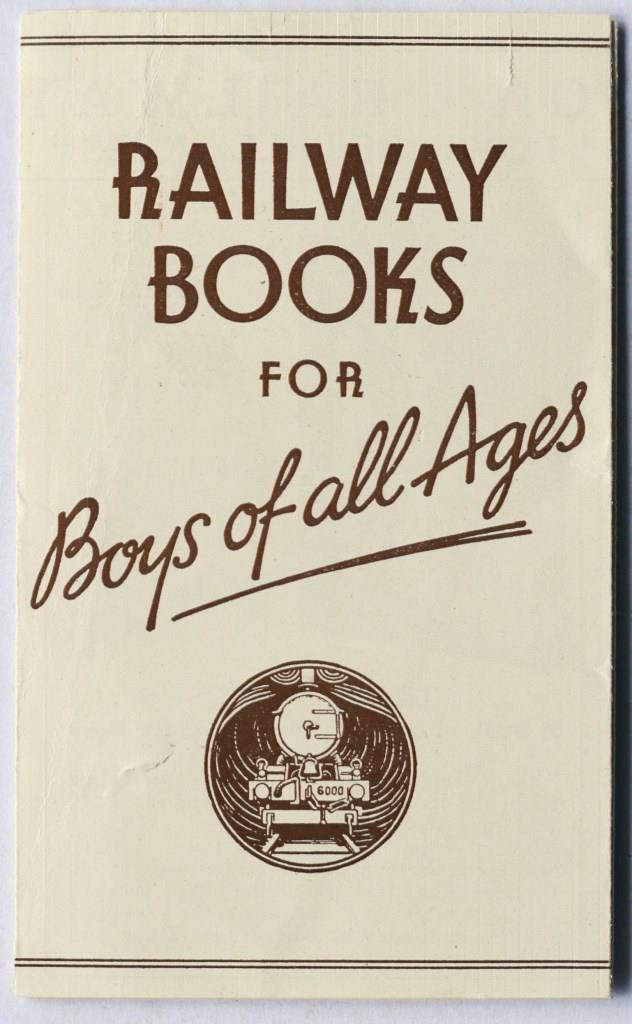 RAILWAY
BOOKS
FOR
Boys of all Ages
6000